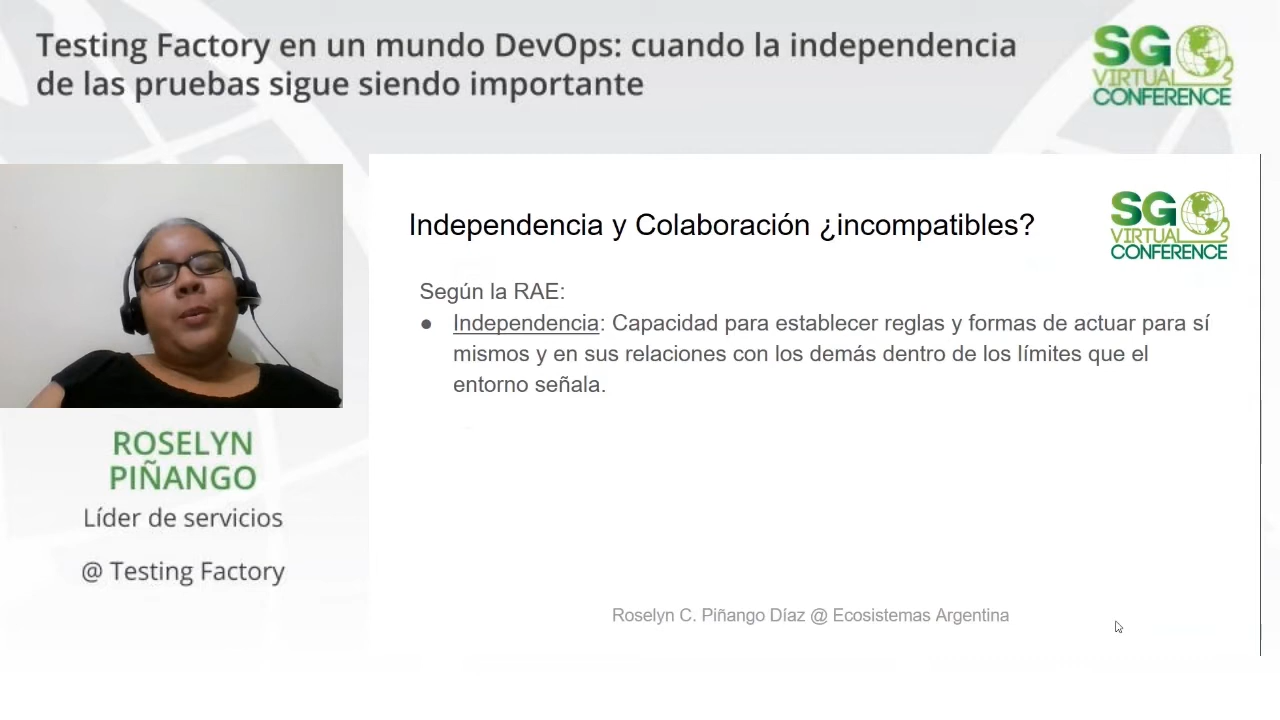 Testing Factory en un mundo DevOps: cuando la independencia
de las pruebas sigue siendo importante
SG
VIRTUAL
CONFERENCE
Independencia y Colaboración ¿incompatibles?
SG
VIRTUAL
CONFERENCE
Según la RAE:
● Independencia: Capacidad para establecer reglas y formas de actuar para sí
mismos y en sus relaciones con los demás dentro de los límites que el
entorno señala.
ROSELYN
PIÑANGO
Líder de servicios
@ Testing Factory
Roselyn C. Piñango Díaz @ Ecosistemas Argentina